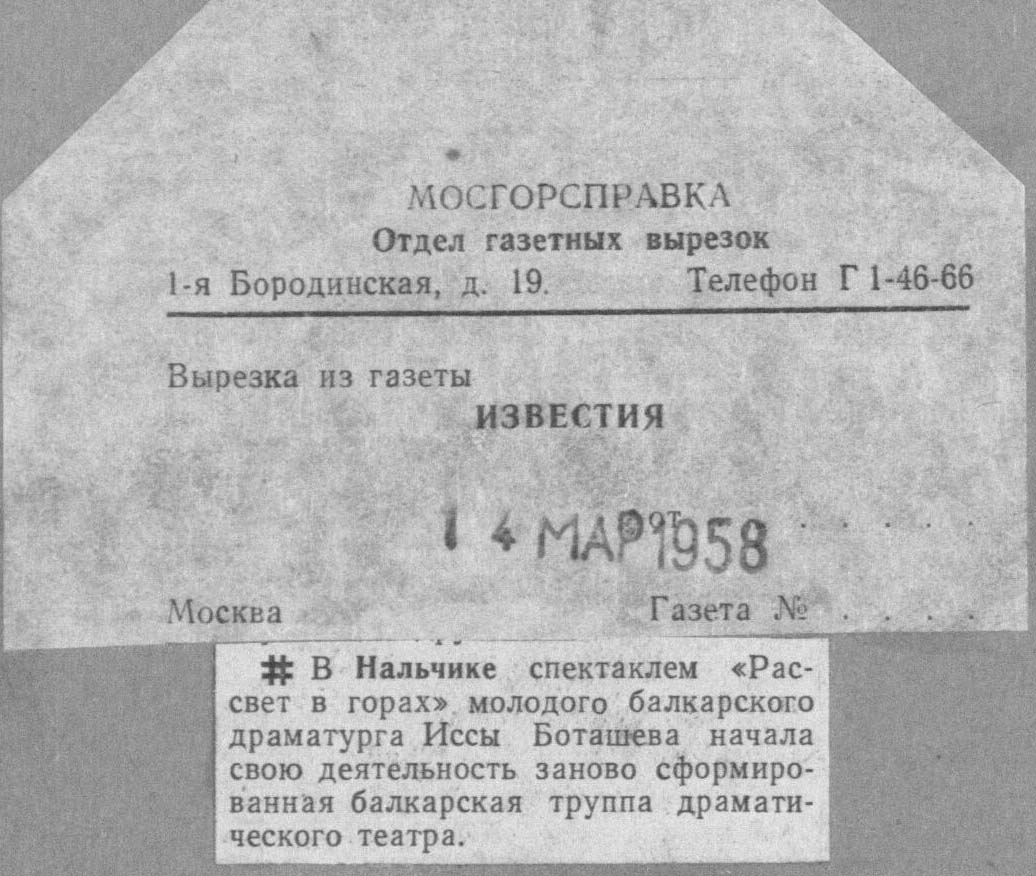 МОСГОРСПРАВКА
Отдел газетных вырезок
1-я Бородинская, д. 19. Телефон Г 1-46-66
Вырезка из газеты
ИЗВЕСТИЯ
от . . . . .
14 МАР 1958
Москва Газета № . . . .
# В Нальчике спектаклем «Рас-
свет в горах» молодого балкарского
драматурга Иссы Боташева начала
свою деятельность заново сформиро-
ванная балкарская труппа драмати-
ческого театра.